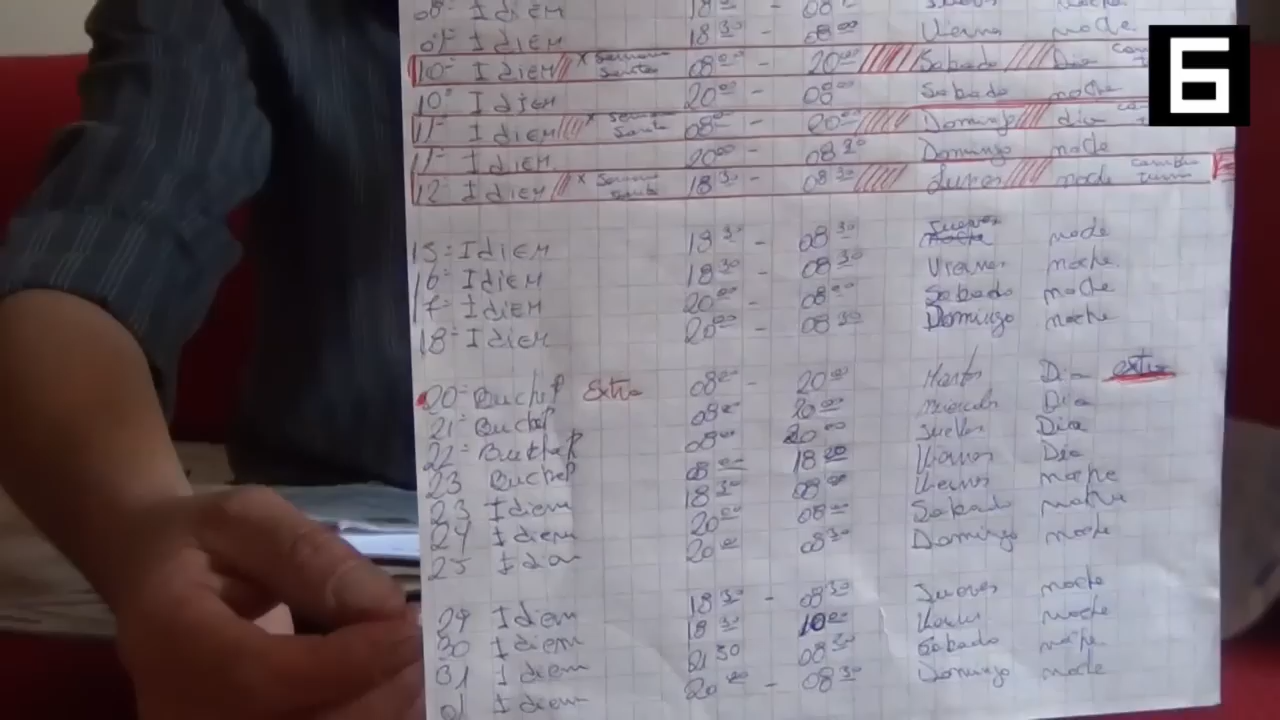 6
08- Idiem 18 30 - 08 Jueves noche
09- Idiem 18 30 - 08 00 Viernes noche
10- Idiem x Semana Santa 08 00 - 20 00 Sabado Dia
10- Idiem 20 00 - 08 00 Sabado noche
11- Idiem x Semana Santa 08 00 - 20 00 Domingo dia
11- Idiem 20 00 - 08 30 Domingo noche
12- Idiem x Semana Santa 18 30 - 08 30 Lunes noche cambio turno
15- Idiem 18 30 - 08 30 Jueves noche
16- Idiem 18 30 - 08 30 Viernes noche
17- Idiem 20 00 - 08 00 Sabado noche
18- Idiem 20 00 - 08 30 Domingo noche
20- Buchef Extra 08 00 - 20 00 Martes Dia extra
21- Buchef 08 00 20 00 Miercoles Dia
22- Buchef 08 00 20 00 Jueves Dia
23 Buchef 08 00 18 30 Viernes Dia
23 Idiem 18 30 08 00 Viernes noche
24 Idiem 20 00 08 00 Sabado noche
25 Idiem 20 00 08 30 Domingo noche
29 Idiem 18 30 - 08 30 Jueves noche
30 Idiem 18 30 10 00 Viernes noche
31 Idiem 21 30 08 30 Sabado noche
01 Idiem 20 00 - 08 30 Domingo noche